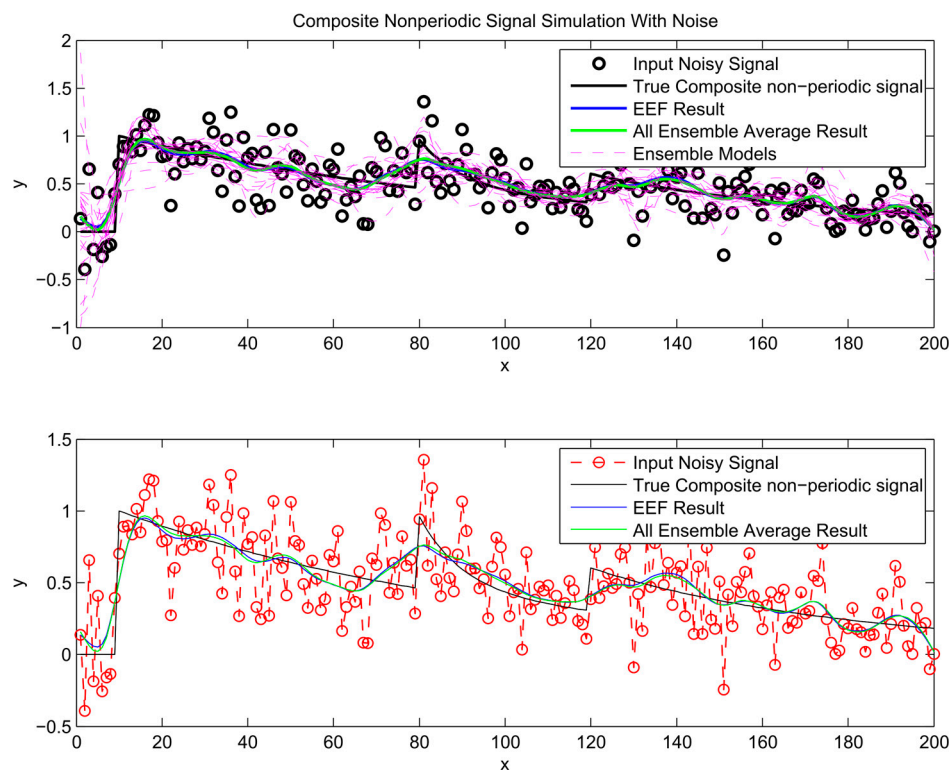 Composite Nonperiodic Signal Simulation With Noise
2
1.5
1
0.5
0
−0.5
−1
y
Input Noisy Signal
True Composite non−periodic signal
EEF Result
All Ensemble Average Result
Ensemble Models
0 20 40 60 80 100 120 140 160 180 200
x
1.5
1
0.5
0
−0.5
y
Input Noisy Signal
True Composite non−periodic signal
EEF Result
All Ensemble Average Result
0 20 40 60 80 100 120 140 160 180 200
x